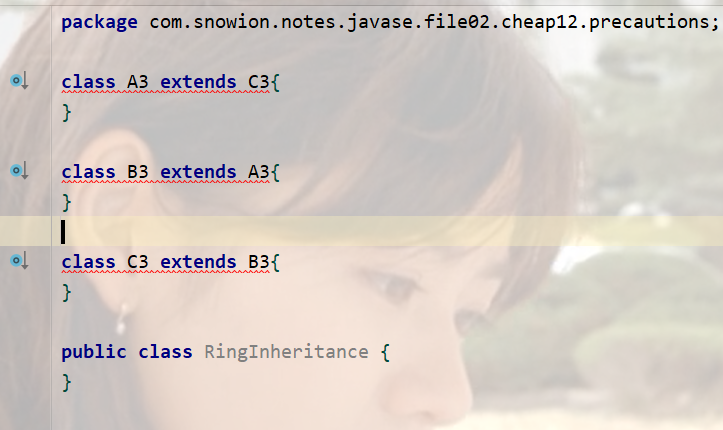 package com.snowion.notes.javase.file02.cheap12.precautions;
class A3 extends C3{
}
class B3 extends A3{
}
class C3 extends B3{
}
public class RingInheritance {
}